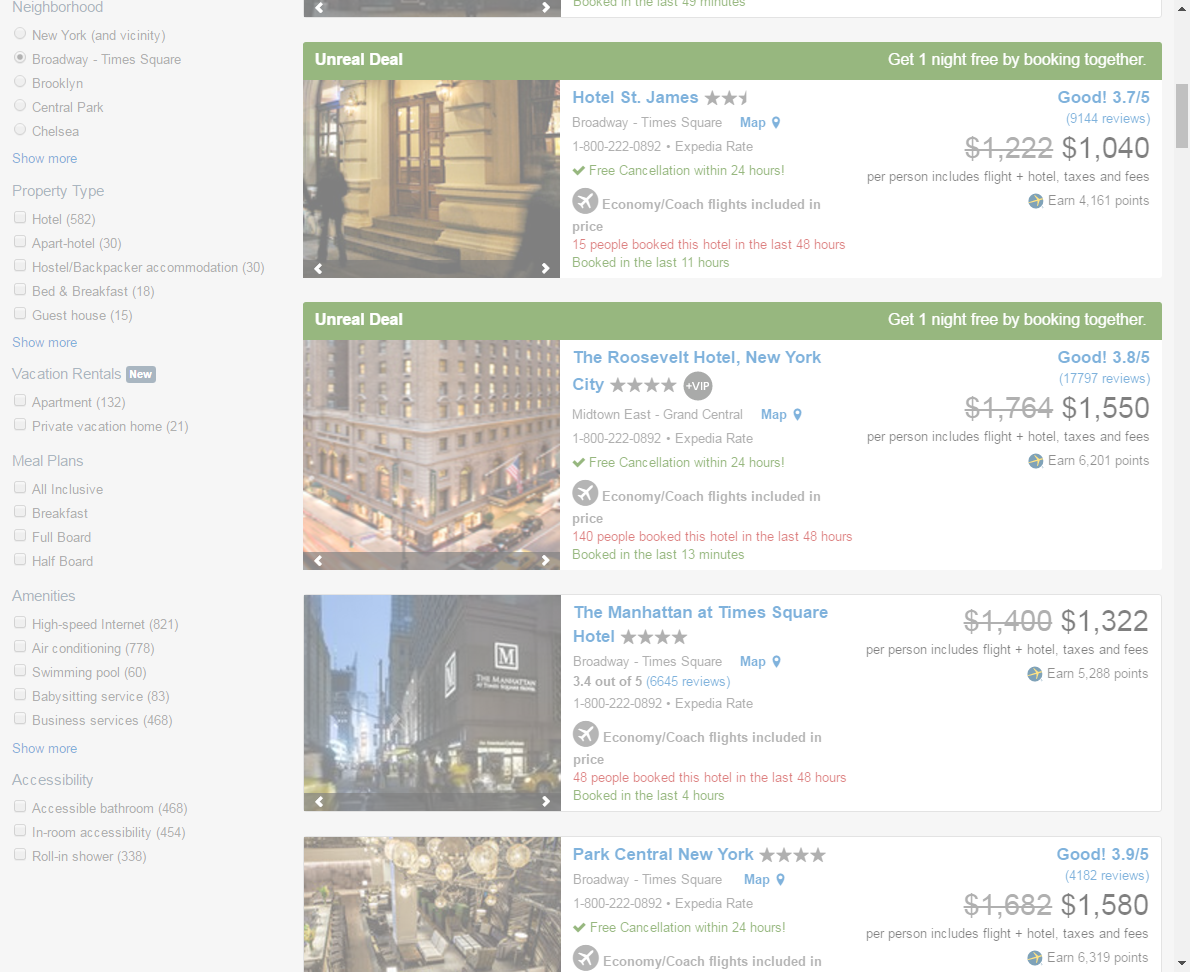 Neighborhood
New York (and vicinity)
Broadway - Times Square
Brooklyn
Central Park
Chelsea
Show more
Property Type
Hotel (582)
Apart-hotel (30)
Hostel/Backpacker accommodation (30)
Bed & Breakfast (18)
Guest house (15)
Show more
Vacation Rentals New
Apartment (132)
Private vacation home (21)
Meal Plans
All Inclusive
Breakfast
Full Board
Half Board
Amenities
High-speed Internet (821)
Air conditioning (778)
Swimming pool (60)
Babysitting service (83)
Business services (468)
Show more
Accessibility
Accessible bathroom (468)
In-room accessibility (454)
Roll-in shower (338)
Booked in the last 49 minutes
Unreal Deal
Get 1 night free by booking together.
Hotel St. James
Broadway - Times Square Map
1-800-222-0892 • Expedia Rate
Free Cancellation within 24 hours!
Economy/Coach flights included in
price
15 people booked this hotel in the last 48 hours
Booked in the last 11 hours
Good! 3.7/5
(9144 reviews)
$1,222 $1,040
per person includes flight + hotel, taxes and fees
Earn 4,161 points
Unreal Deal
Get 1 night free by booking together.
The Roosevelt Hotel, New York
City +VIP
Midtown East - Grand Central Map
1-800-222-0892 • Expedia Rate
Free Cancellation within 24 hours!
Economy/Coach flights included in
price
140 people booked this hotel in the last 48 hours
Booked in the last 13 minutes
Good! 3.8/5
(17797 reviews)
$1,764 $1,550
per person includes flight + hotel, taxes and fees
Earn 6,201 points
M
THE MANHATTAN
AT TIMES SQUARE HOTEL
The Manhattan at Times Square
Hotel
Broadway - Times Square Map
3.4 out of 5 (6645 reviews)
1-800-222-0892 • Expedia Rate
Economy/Coach flights included in
price
48 people booked this hotel in the last 48 hours
Booked in the last 4 hours
$1,400 $1,322
per person includes flight + hotel, taxes and fees
Earn 5,288 points
Park Central New York
Broadway - Times Square Map
1-800-222-0892 • Expedia Rate
Free Cancellation within 24 hours!
Economy/Coach flights included in
Good! 3.9/5
(4182 reviews)
$1,682 $1,580
per person includes flight + hotel, taxes and fees
Earn 6,319 points